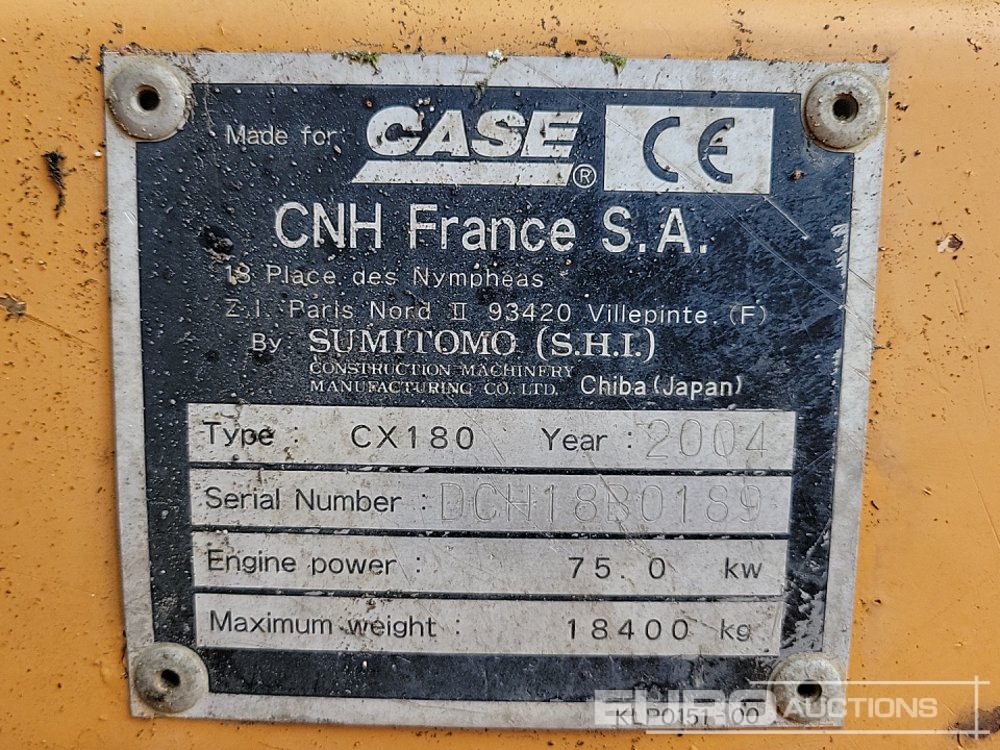 Made for CASE ® CE
CNH France S.A.
18 Place des Nymphéas
Z.I. Paris Nord II 93420 Villepinte (F)
By SUMITOMO (S.H.I.)
CONSTRUCTION MACHINERY
MANUFACTURING CO. LTD. Chiba (Japan)
Type : CX180 Year : 2004
Serial Number : DCH18B0189
Engine power : 75.0 kw
Maximum weight : 18400 kg
EURO AUCTIONS
KLP0151-00